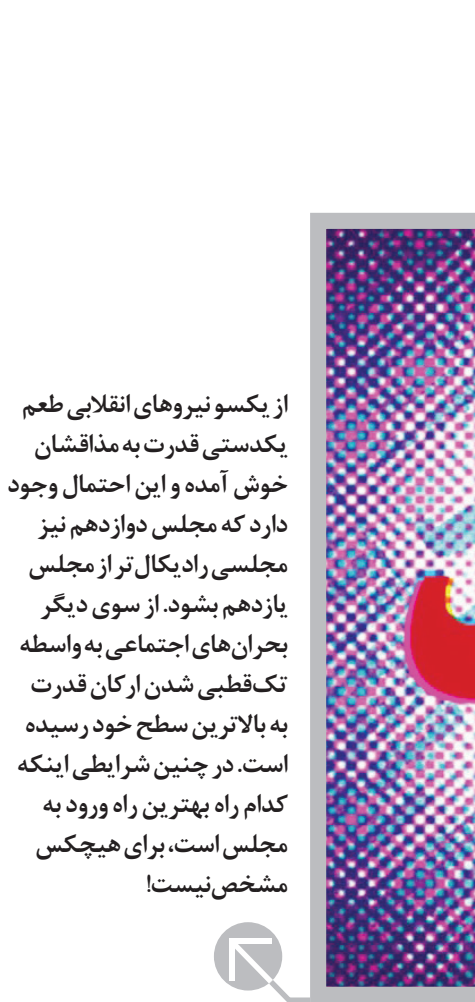 از یکسو نیروهای انقلابی طعم
یکدستی قدرت به مذاقشان
خوش آمده و این احتمال وجود
دارد که مجلس دوازدهم نیز
مجلسی رادیکال‌تر از مجلس
یازدهم بشود. از سوی دیگر
بحران‌های اجتماعی به واسطه
تک‌قطبی شدن ارکان قدرت
به بالاترین سطح خود رسیده
است. در چنین شرایطی اینکه
کدام راه بهترین راه ورود به
مجلس است، برای هیچکس
مشخص نیست!